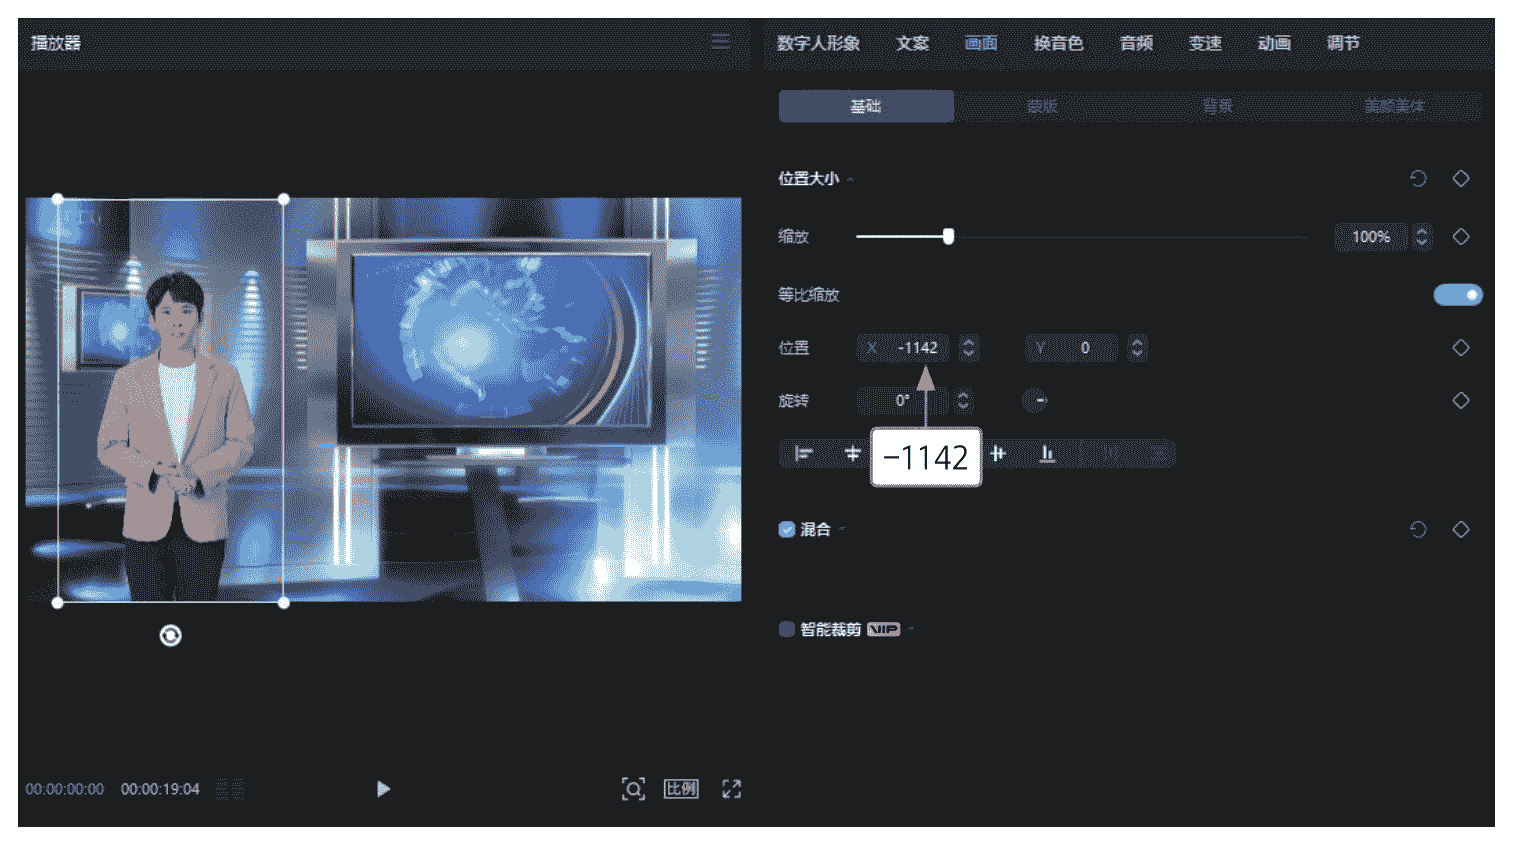 播放器
数字人形象 文案 画面 换音色 音频 变速 动画 调节
基础 蒙版 背景 美颜美体
位置大小
缩放 100%
等比缩放
位置 X -1142 Y 0
旋转 0°
-1142
混合
智能裁剪 VIP
00:00:00:00 00:00:19:04 比例